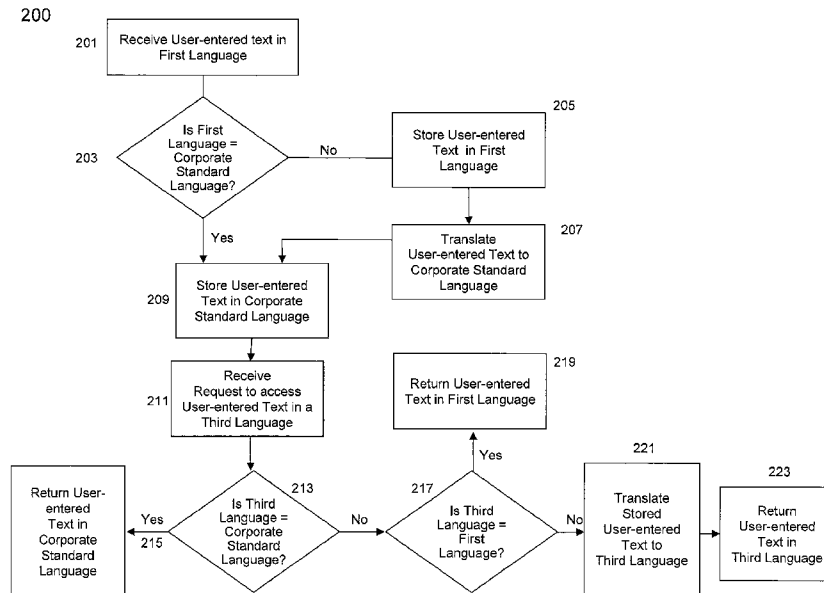 200
201
Receive User-entered text in
First Language
203
Is First
Language =
Corporate
Standard
Language?
No
205
Store User-entered
Text in First
Language
Yes
207
Translate
User-entered Text to
Corporate Standard
Language
209
Store User-entered
Text in Corporate
Standard Language
211
Receive
Request to access
User-entered Text in a
Third Language
219
Return User-entered
Text in First Language
Yes
213
Is Third
Language =
Corporate
Standard
Language?
Yes
215
Return User-
entered
Text in
Corporate
Standard
Language
No
217
Is Third
Language =
First
Language?
No
221
Translate
Stored
User-entered
Text to
Third Language
223
Return
User-entered
Text in
Third Language